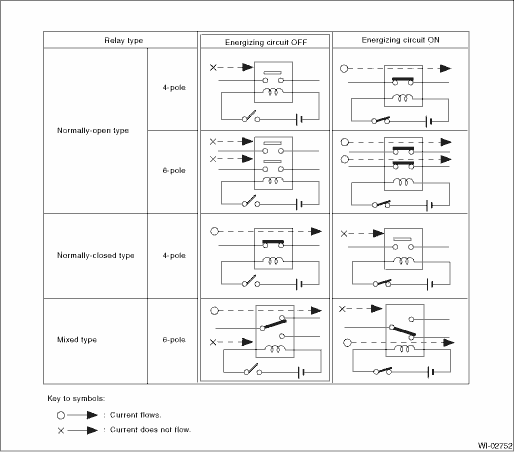 Relay type
Energizing circuit OFF
Energizing circuit ON
Normally-open type
4-pole
6-pole
Normally-closed type
4-pole
Mixed type
6-pole
Key to symbols:
: Current flows.
: Current does not flow.
WI-02752